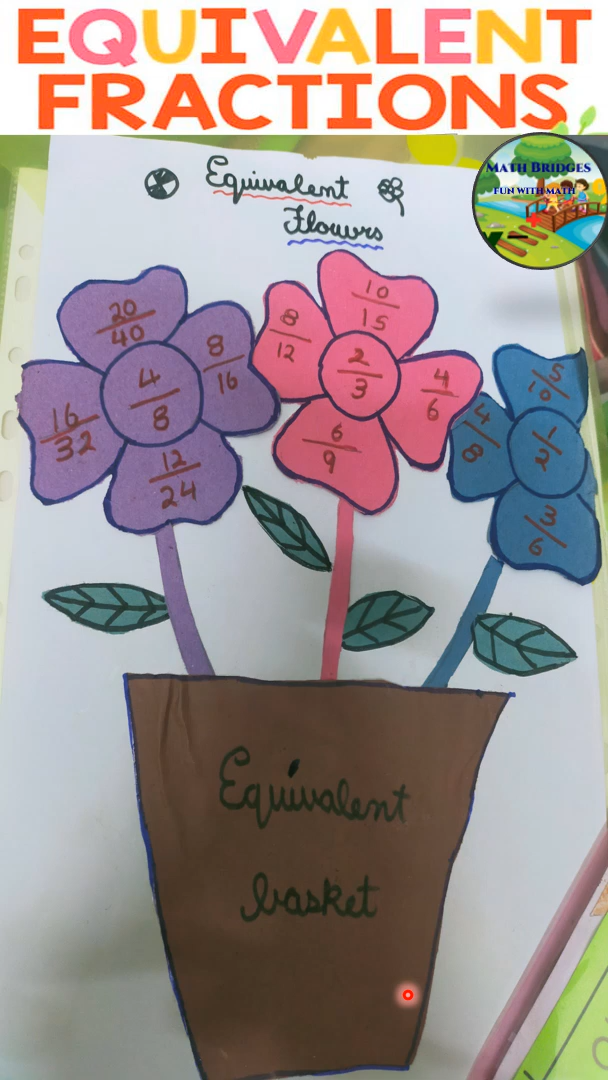 EQUIVALENT
FRACTIONS
MATH BRIDGES
FUN WITH MATH
Equivalent
Flowers
20/40
8/16
4/8
16/32
12/24
10/15
8/12
2/3
4/6
6/9
5/10
4/8
1/2
3/6
Equivalent
basket